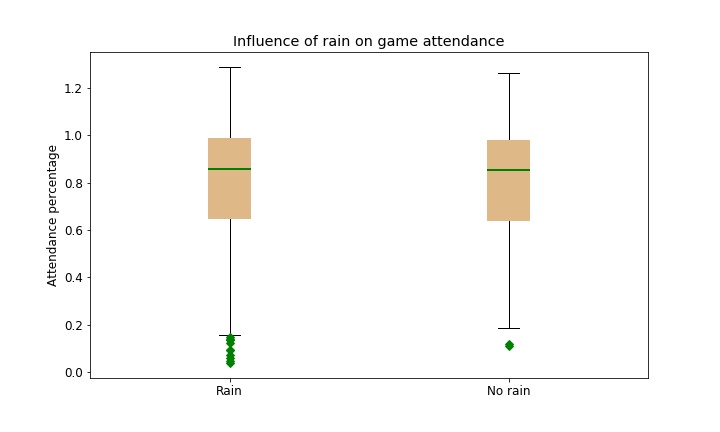 Influence of rain on game attendance
Attendance percentage
1.2
1.0
0.8
0.6
0.4
0.2
0.0
Rain
No rain